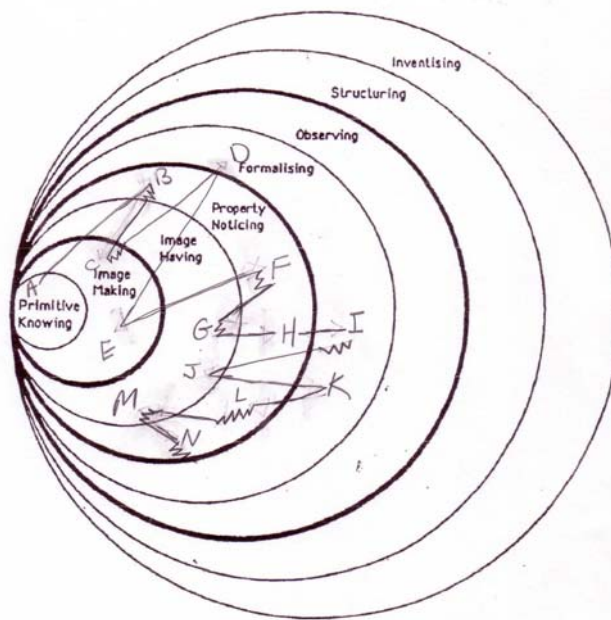 Inventising
Structuring
Observing
D
Formalising
B
Property
Noticing
Image
Having
C
Image
Making
F
A
Primitive
Knowing
E
G
H
I
J
K
L
M
N